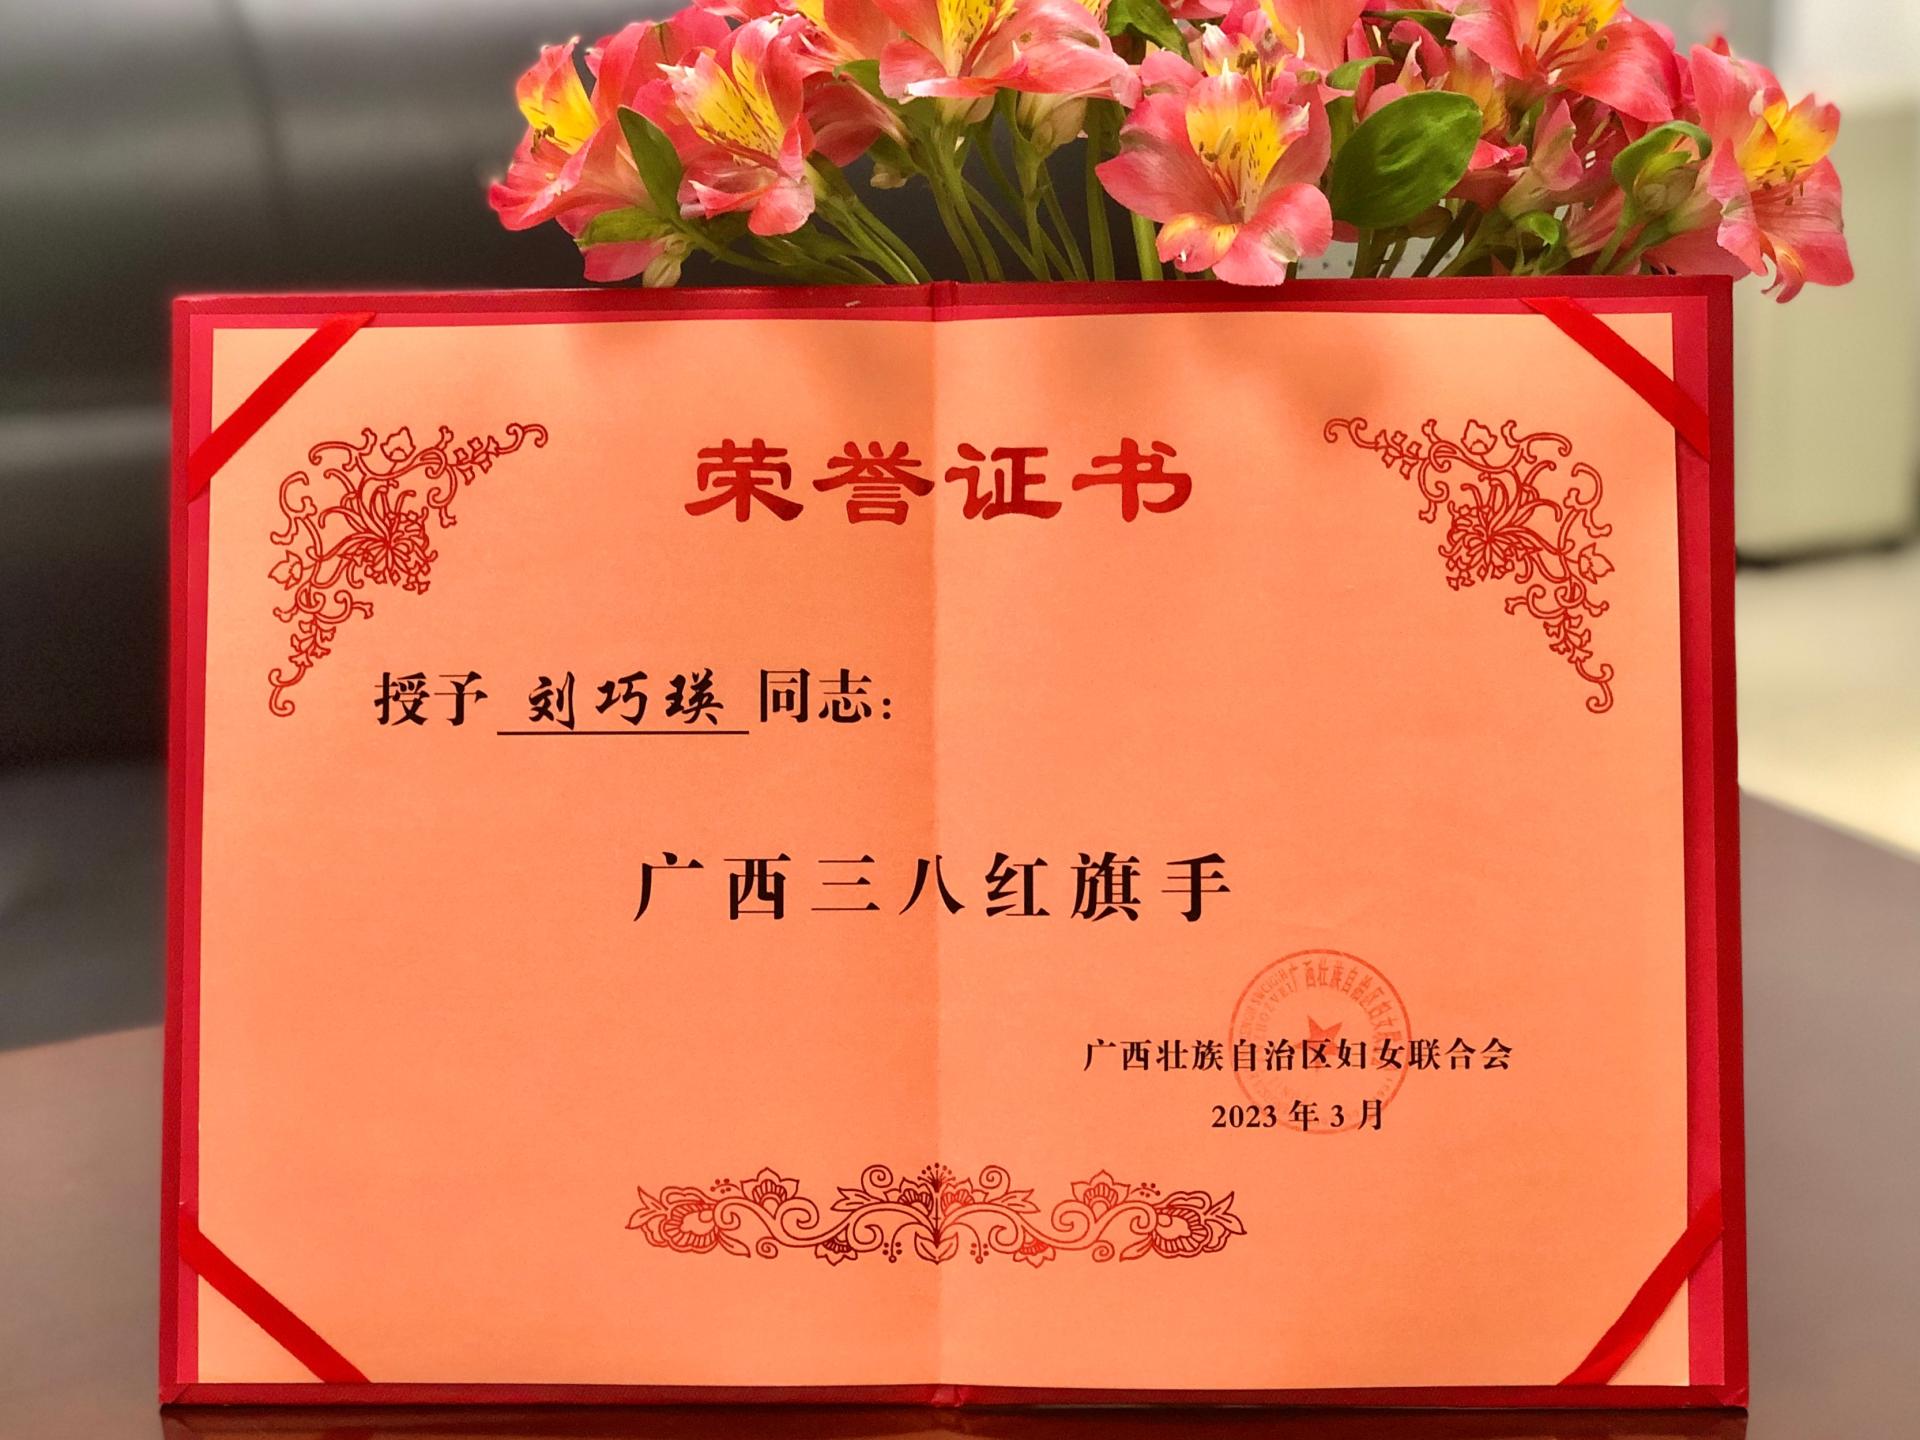 荣誉证书
授予 刘巧瑛 同志：
广西三八红旗手
广西壮族自治区妇女联合会
2023 年 3 月